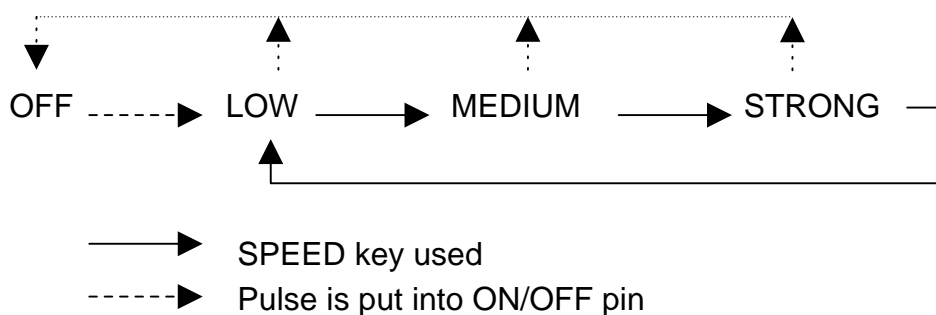 OFF LOW MEDIUM STRONG
SPEED key used
Pulse is put into ON/OFF pin